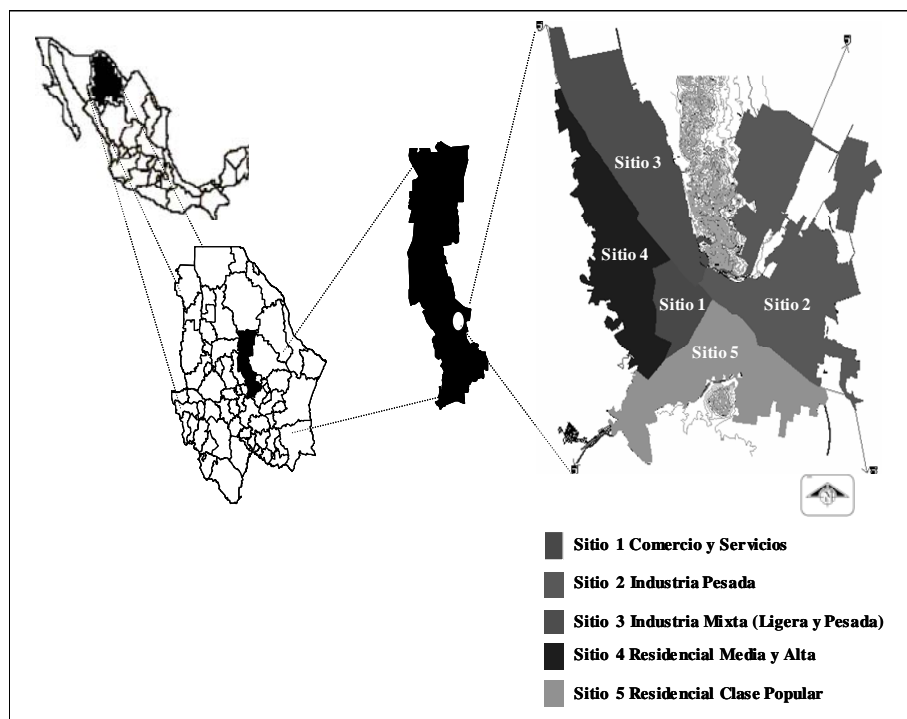 Sitio 3
Sitio 4
Sitio 1
Sitio 2
Sitio 5
N
Sitio 1 Comercio y Servicios
Sitio 2 Industria Pesada
Sitio 3 Industria Mixta (Ligera y Pesada)
Sitio 4 Residencial Media y Alta
Sitio 5 Residencial Clase Popular